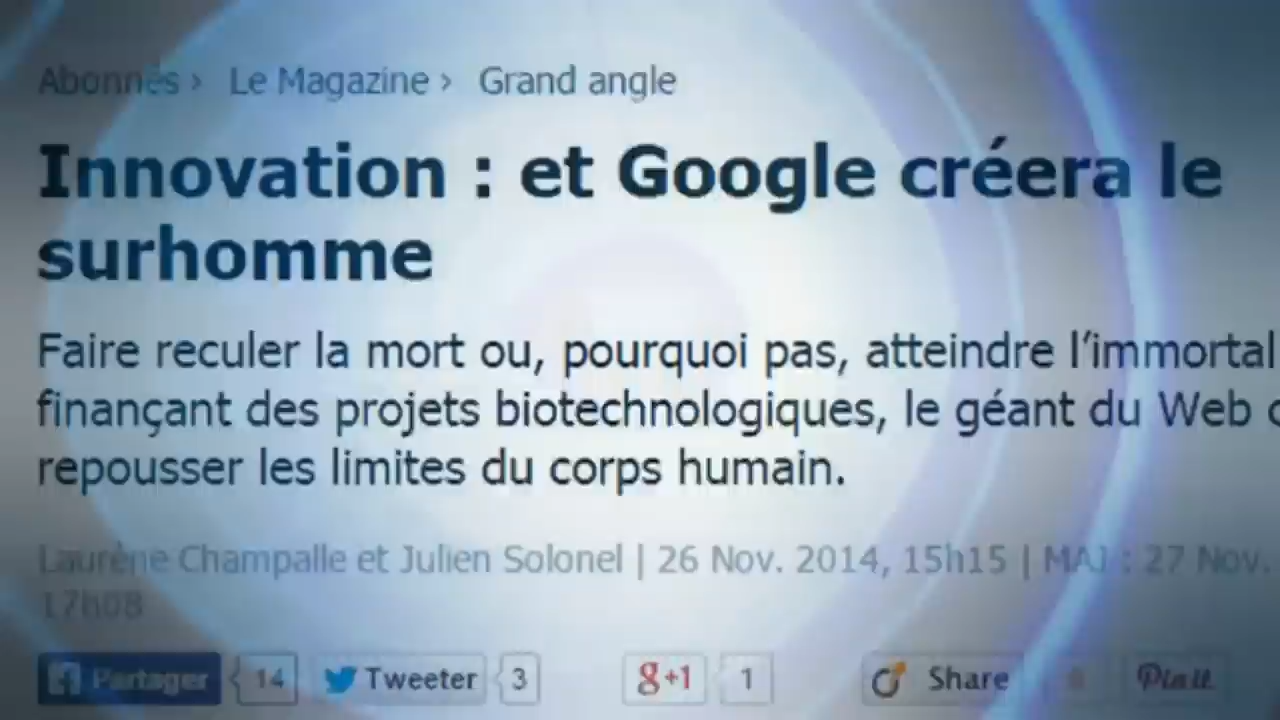 Abonnés › Le Magazine › Grand angle
Innovation : et Google créera le
surhomme
Faire reculer la mort ou, pourquoi pas, atteindre l'immortal
finançant des projets biotechnologiques, le géant du Web
repousser les limites du corps humain.
Laurène Champalle et Julien Solonel | 26 Nov. 2014, 15h15 | MAJ : 27 Nov.
17h08
Partager 14 Tweeter 3 g+1 1 Share Pin it